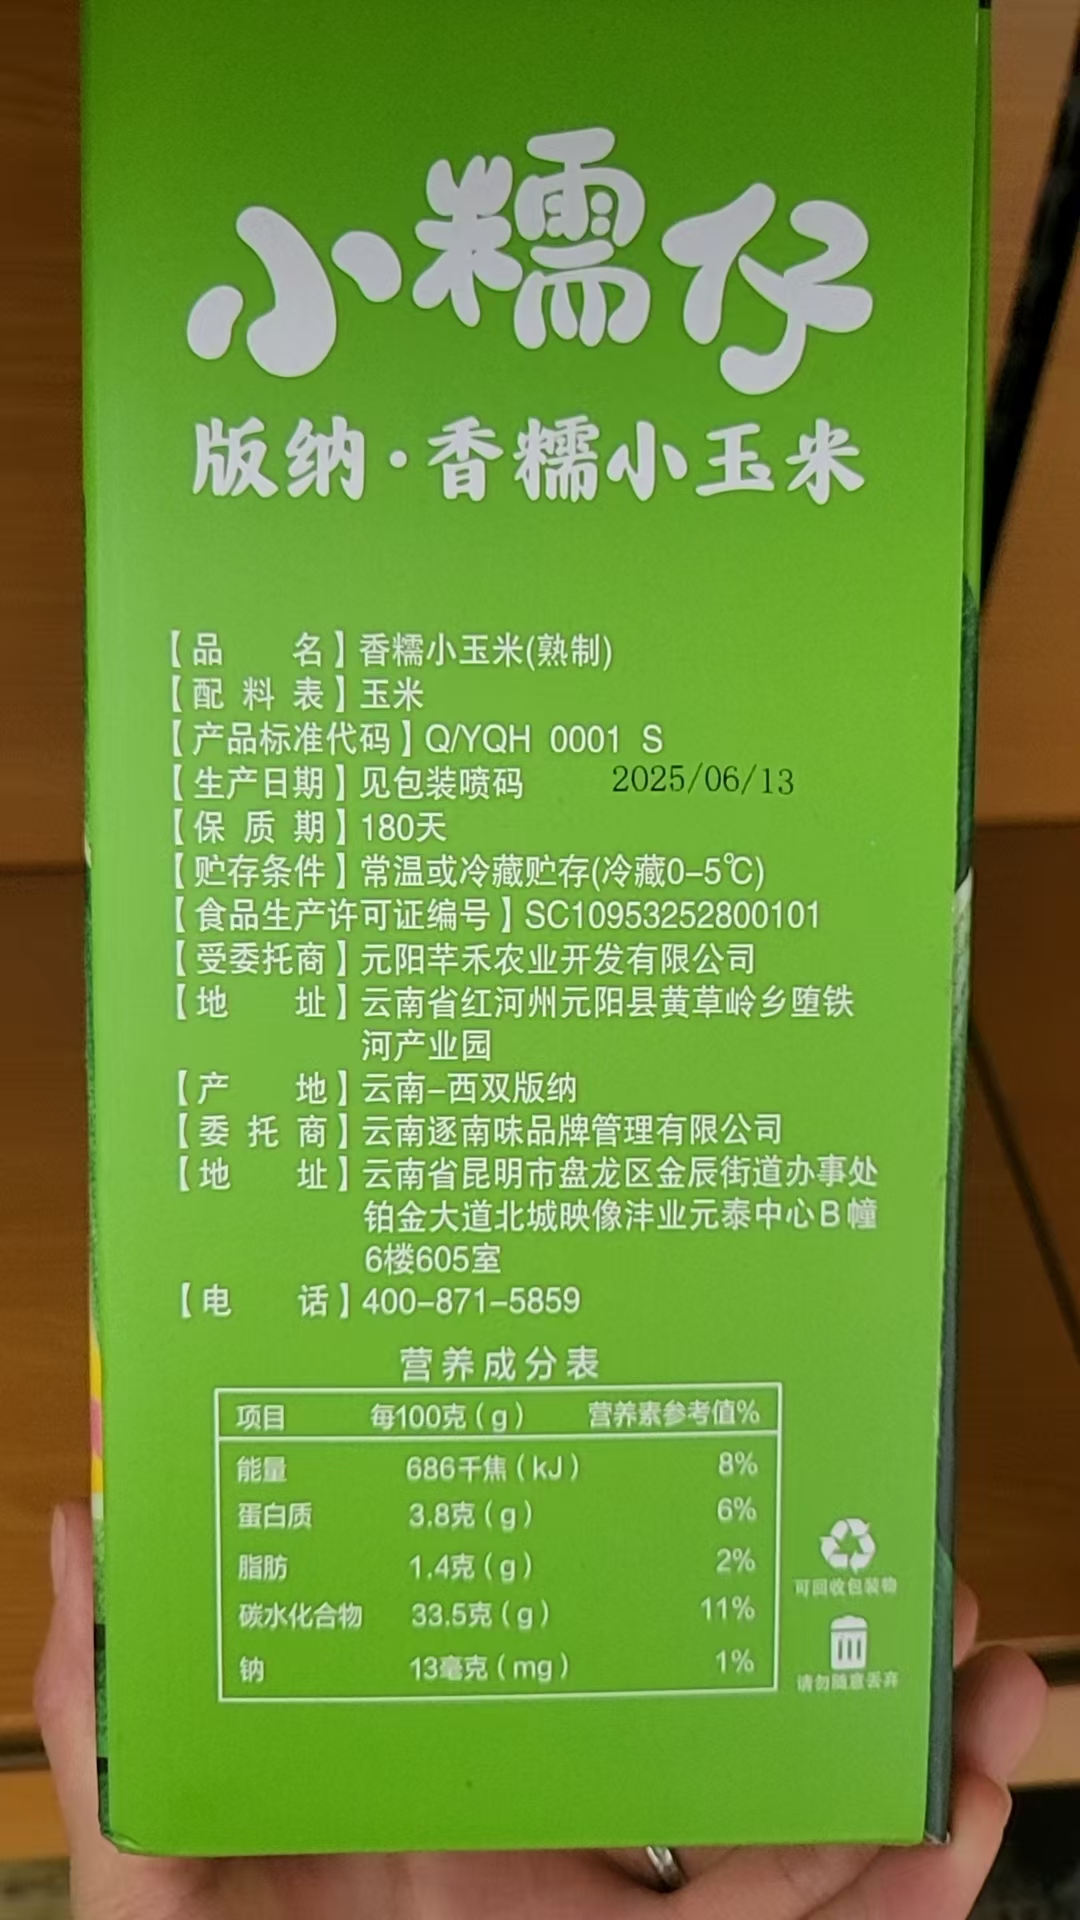 小糯仔
版纳·香糯小玉米
【品名】香糯小玉米(熟制)
【配料表】玉米
【产品标准代码】Q/YQH 0001 S
【生产日期】见包装喷码 2025/06/13
【保质期】180天
【贮存条件】常温或冷藏贮存(冷藏0-5℃)
【食品生产许可证编号】SC10953252800101
【受委托商】元阳芊禾农业开发有限公司
【地址】云南省红河州元阳县黄草岭乡堕铁
河产业园
【产地】云南-西双版纳
【委托商】云南逐南味品牌管理有限公司
【地址】云南省昆明市盘龙区金辰街道办事处
铂金大道北城映像沣业元泰中心B幢
6楼605室
【电话】400-871-5859
营养成分表
项目 每100克(g) 营养素参考值%
能量 686千焦(kJ) 8%
蛋白质 3.8克(g) 6%
脂肪 1.4克(g) 2%
碳水化合物 33.5克(g) 11%
钠 13毫克(mg) 1%
可回收包装物
请勿随意丢弃